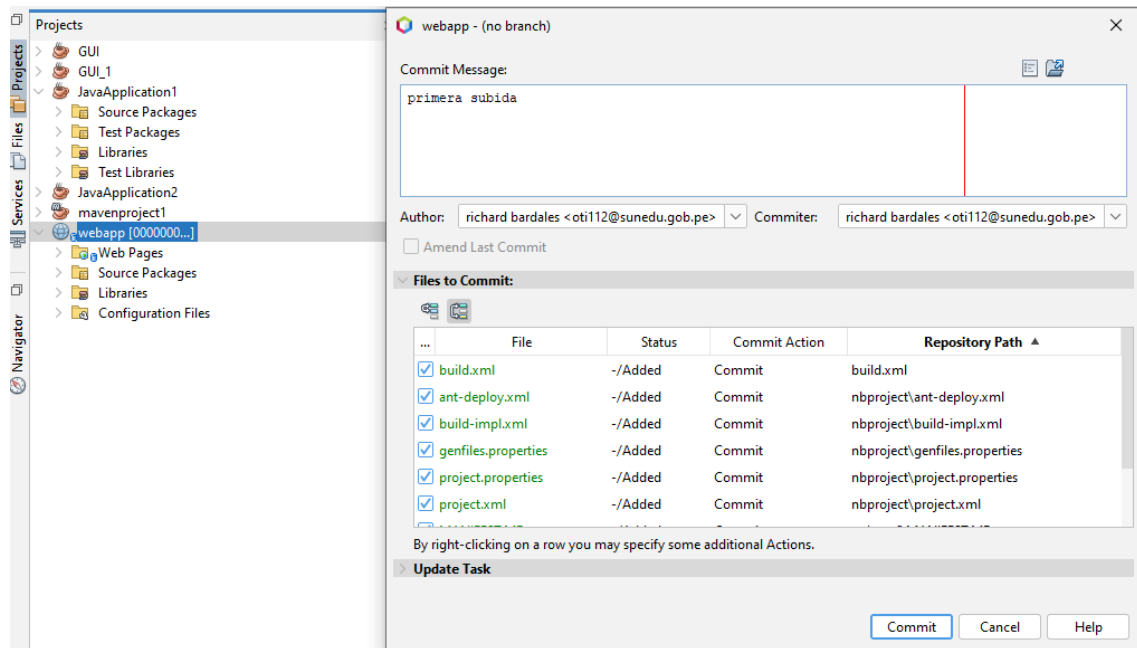 Projects
Files
Services
Navigator
Projects
GUI
GUI_1
JavaApplication1
Source Packages
Test Packages
Libraries
Test Libraries
JavaApplication2
mavenproject1
webapp [0000000...]
Web Pages
Source Packages
Libraries
Configuration Files
webapp - (no branch)
Commit Message:
primera subida
Author: richard bardales <oti112@sunedu.gob.pe> Commiter: richard bardales <oti112@sunedu.gob.pe>
Amend Last Commit
Files to Commit:
... File Status Commit Action Repository Path
build.xml -/Added Commit build.xml
ant-deploy.xml -/Added Commit nbproject\ant-deploy.xml
build-impl.xml -/Added Commit nbproject\build-impl.xml
genfiles.properties -/Added Commit nbproject\genfiles.properties
project.properties -/Added Commit nbproject\project.properties
project.xml -/Added Commit nbproject\project.xml
By right-clicking on a row you may specify some additional Actions.
Update Task
Commit Cancel Help